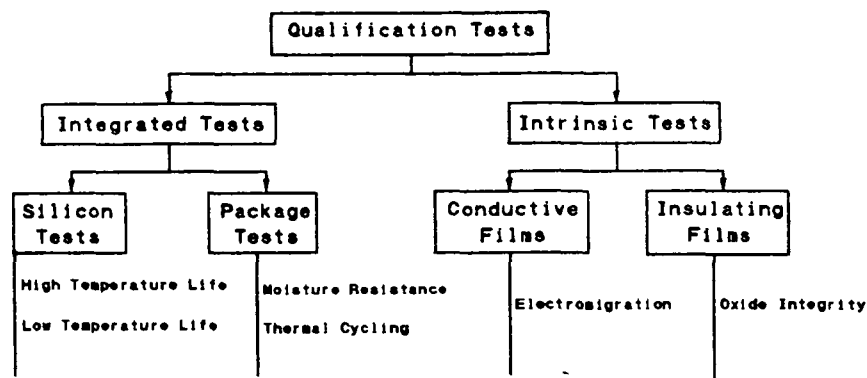 Qualification Tests
Integrated Tests
Intrinsic Tests
Silicon
Tests
Package
Tests
Conductive
Films
Insulating
Films
High Temperature Life
Low Temperature Life
Moisture Resistance
Thermal Cycling
Electromigration
Oxide Integrity